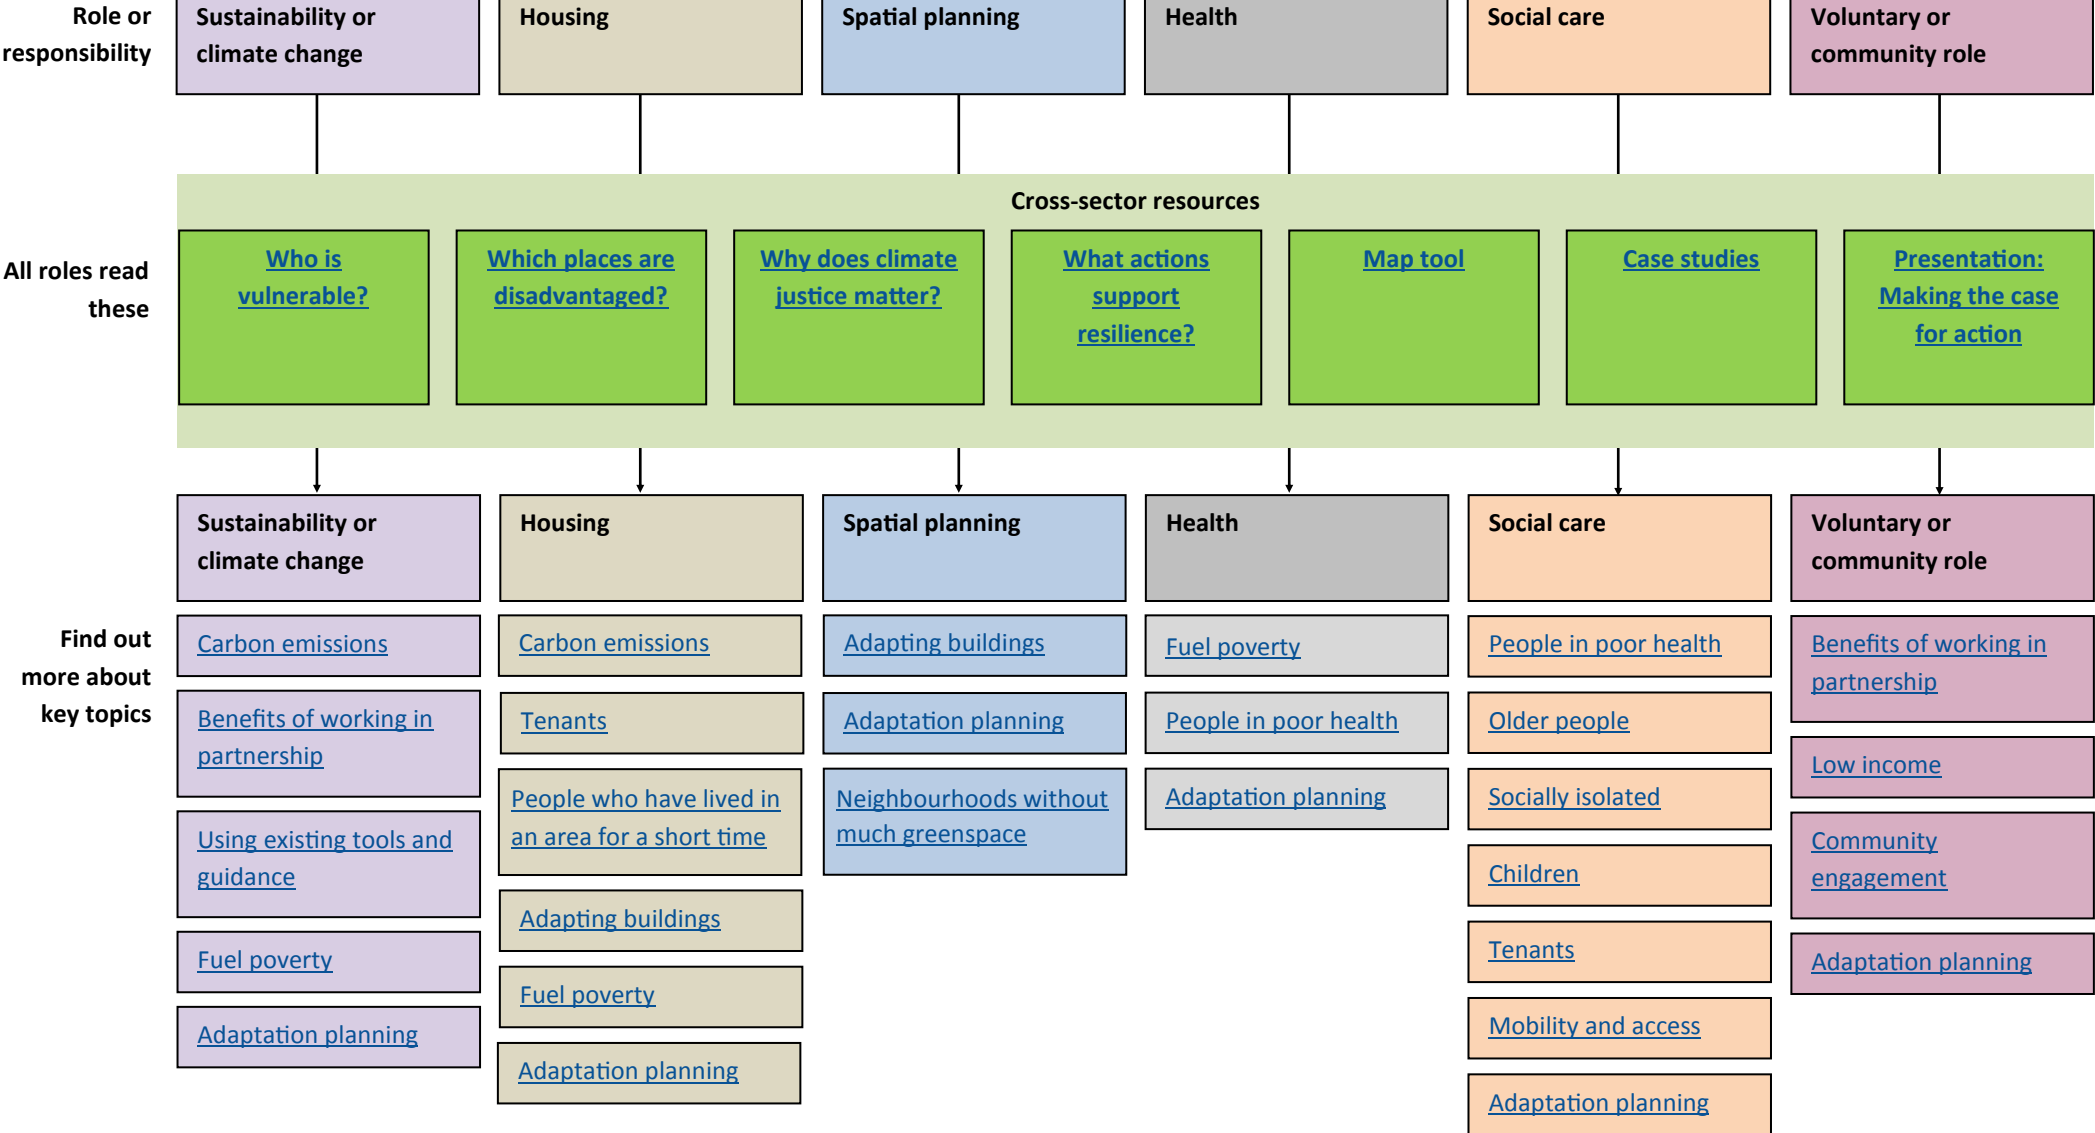 Role or
responsibility
Sustainability or
climate change
Housing
Spatial planning
Health
Social care
Voluntary or
community role
Cross-sector resources
All roles read
these
Who is
vulnerable?
Which places are
disadvantaged?
Why does climate
justice matter?
What actions
support
resilience?
Map tool
Case studies
Presentation:
Making the case
for action
Find out
more about
key topics
Sustainability or
climate change
Carbon emissions
Benefits of working in
partnership
Using existing tools and
guidance
Fuel poverty
Adaptation planning
Housing
Carbon emissions
Tenants
People who have lived in
an area for a short time
Adapting buildings
Fuel poverty
Adaptation planning
Spatial planning
Adapting buildings
Adaptation planning
Neighbourhoods without
much greenspace
Health
Fuel poverty
People in poor health
Adaptation planning
Social care
People in poor health
Older people
Socially isolated
Children
Tenants
Mobility and access
Adaptation planning
Voluntary or
community role
Benefits of working in
partnership
Low income
Community
engagement
Adaptation planning